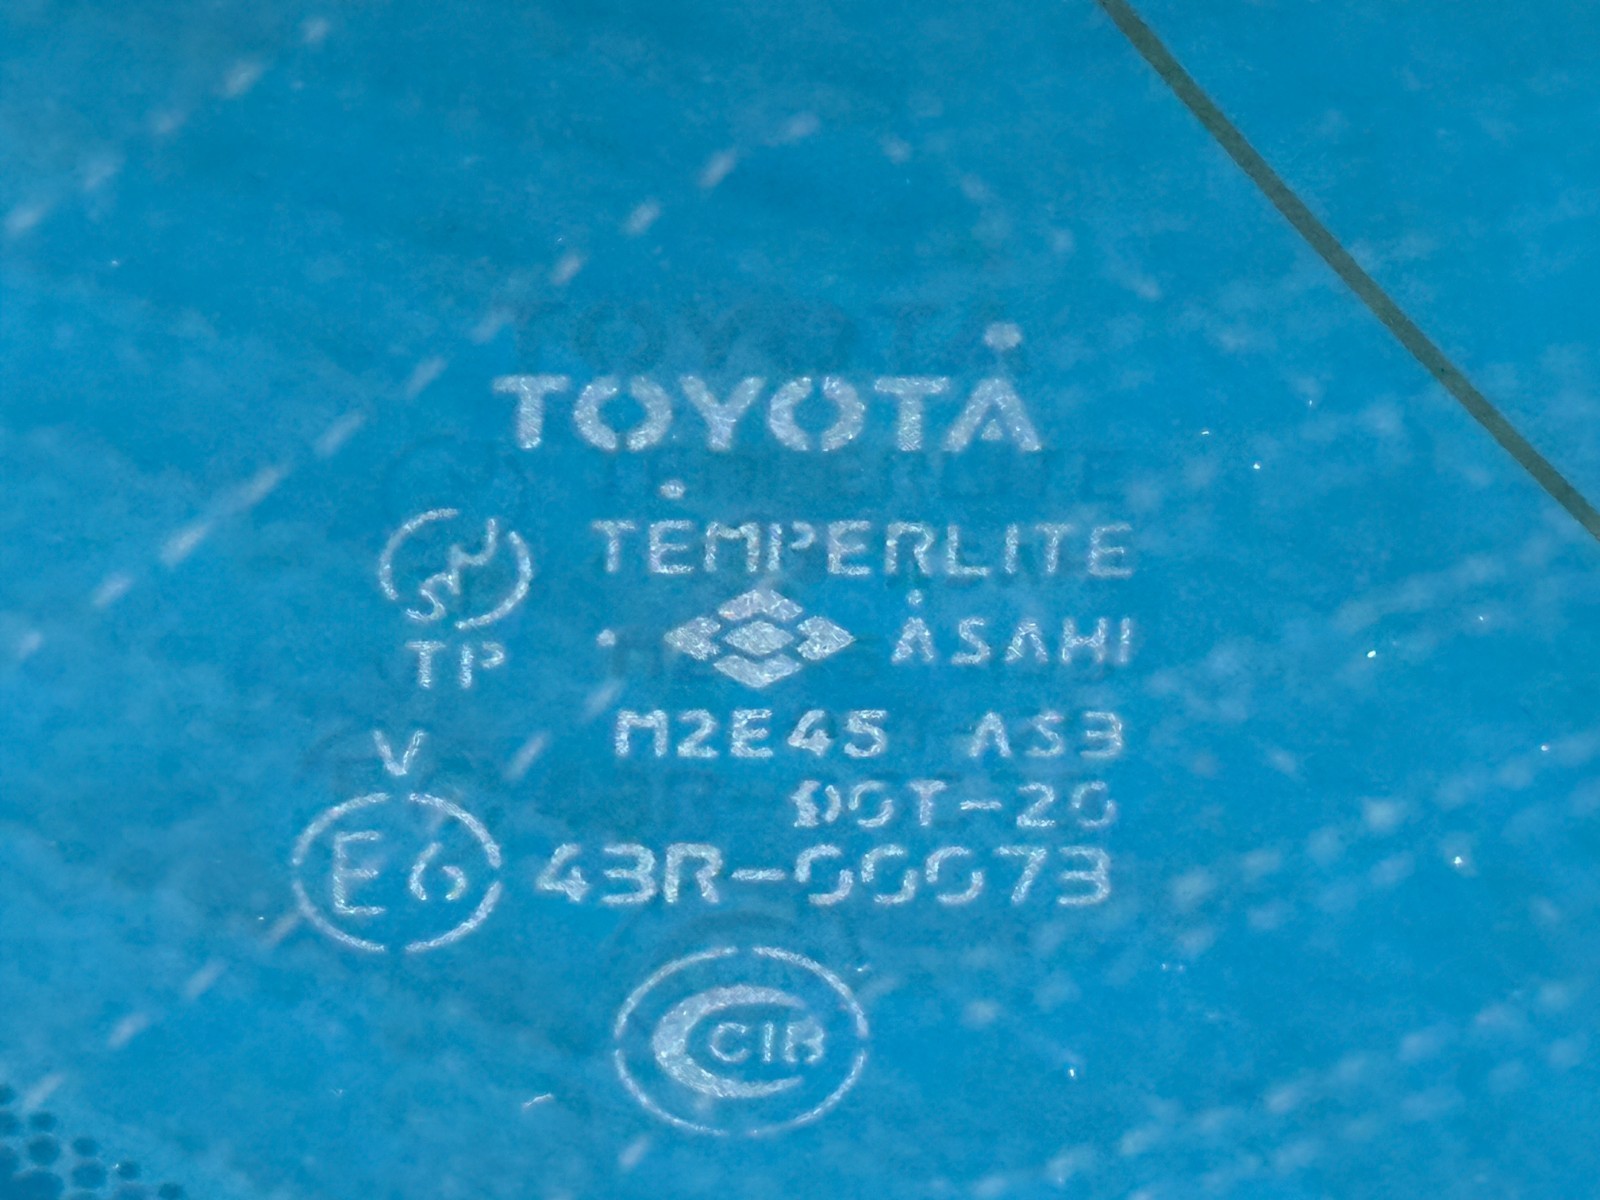 TOYOTA
TEMPERLITE
ASAHI
TP
M2E45 AS3
V
DOT-20
E6 43R-00073
CIB